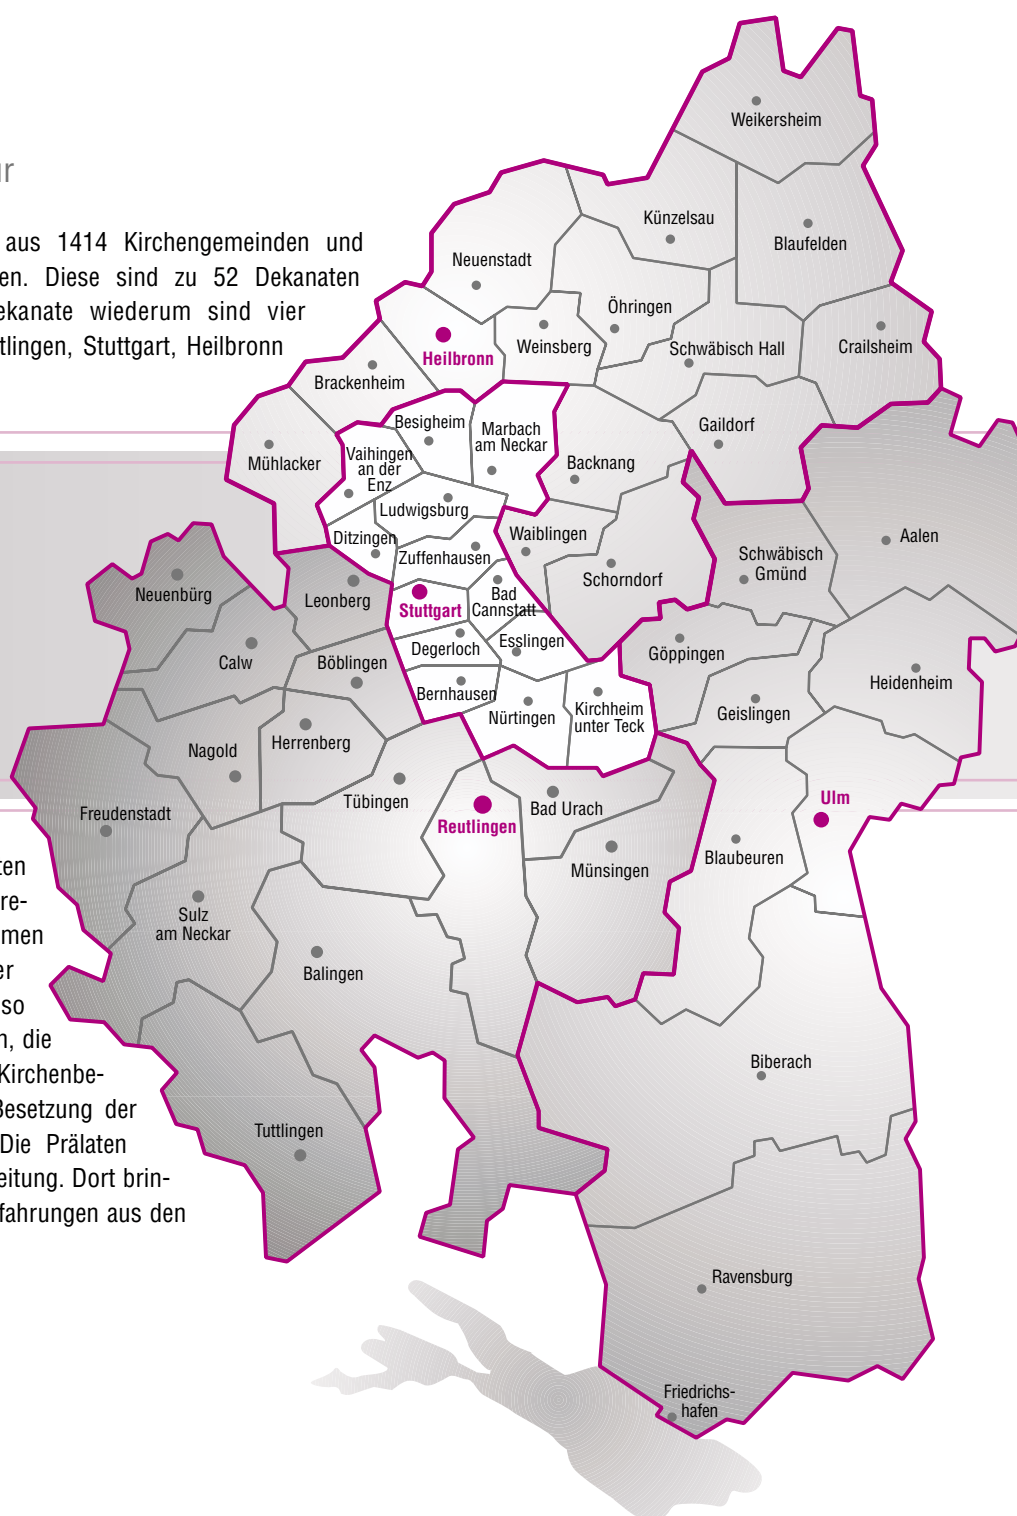 ur
aus 1414 Kirchengemeinden und
en. Diese sind zu 52 Dekanaten
ekanate wiederum sind vier
tlingen, Stuttgart, Heilbronn
ten
re-
men
er
so
n, die
Kirchenbe-
Besetzung der
Die Prälaten
eitung. Dort brin-
fahrungen aus den
Weikersheim
Künzelsau
Blaufelden
Neuenstadt
Öhringen
Heilbronn
Weinsberg
Schwäbisch Hall
Crailsheim
Brackenheim
Besigheim
Marbach
am Neckar
Gaildorf
Mühlacker
Vaihingen
an der
Enz
Backnang
Ludwigsburg
Ditzingen
Waiblingen
Aalen
Zuffenhausen
Schwäbisch
Gmünd
Schorndorf
Neuenbürg
Leonberg
Stuttgart
Bad
Cannstatt
Degerloch
Esslingen
Calw
Böblingen
Göppingen
Heidenheim
Bernhausen
Nürtingen
Kirchheim
unter Teck
Geislingen
Nagold
Herrenberg
Freudenstadt
Tübingen
Reutlingen
Bad Urach
Ulm
Blaubeuren
Münsingen
Sulz
am Neckar
Balingen
Biberach
Tuttlingen
Ravensburg
Friedrichs-
hafen